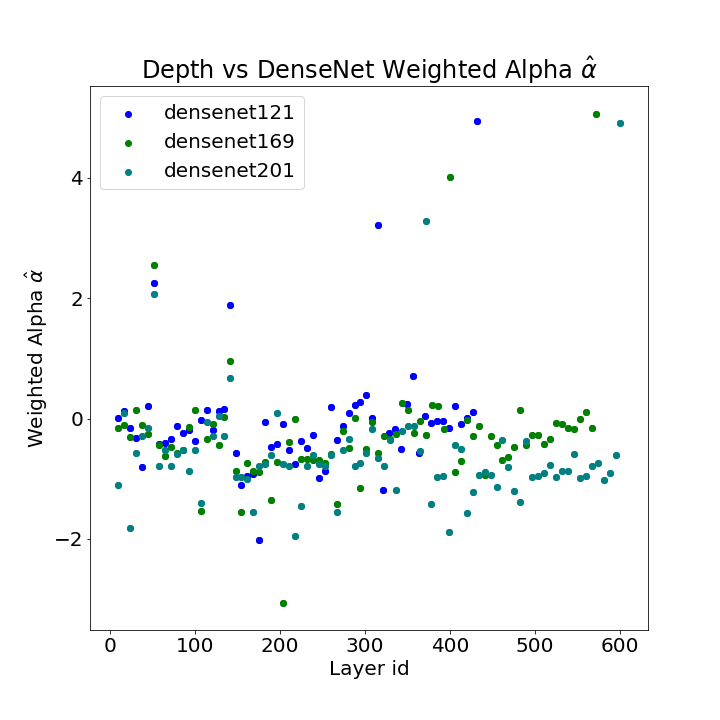 Depth vs DenseNet Weighted Alpha α̂
densenet121
densenet169
densenet201
Weighted Alpha α̂
4
2
0
−2
0 100 200 300 400 500 600
Layer id